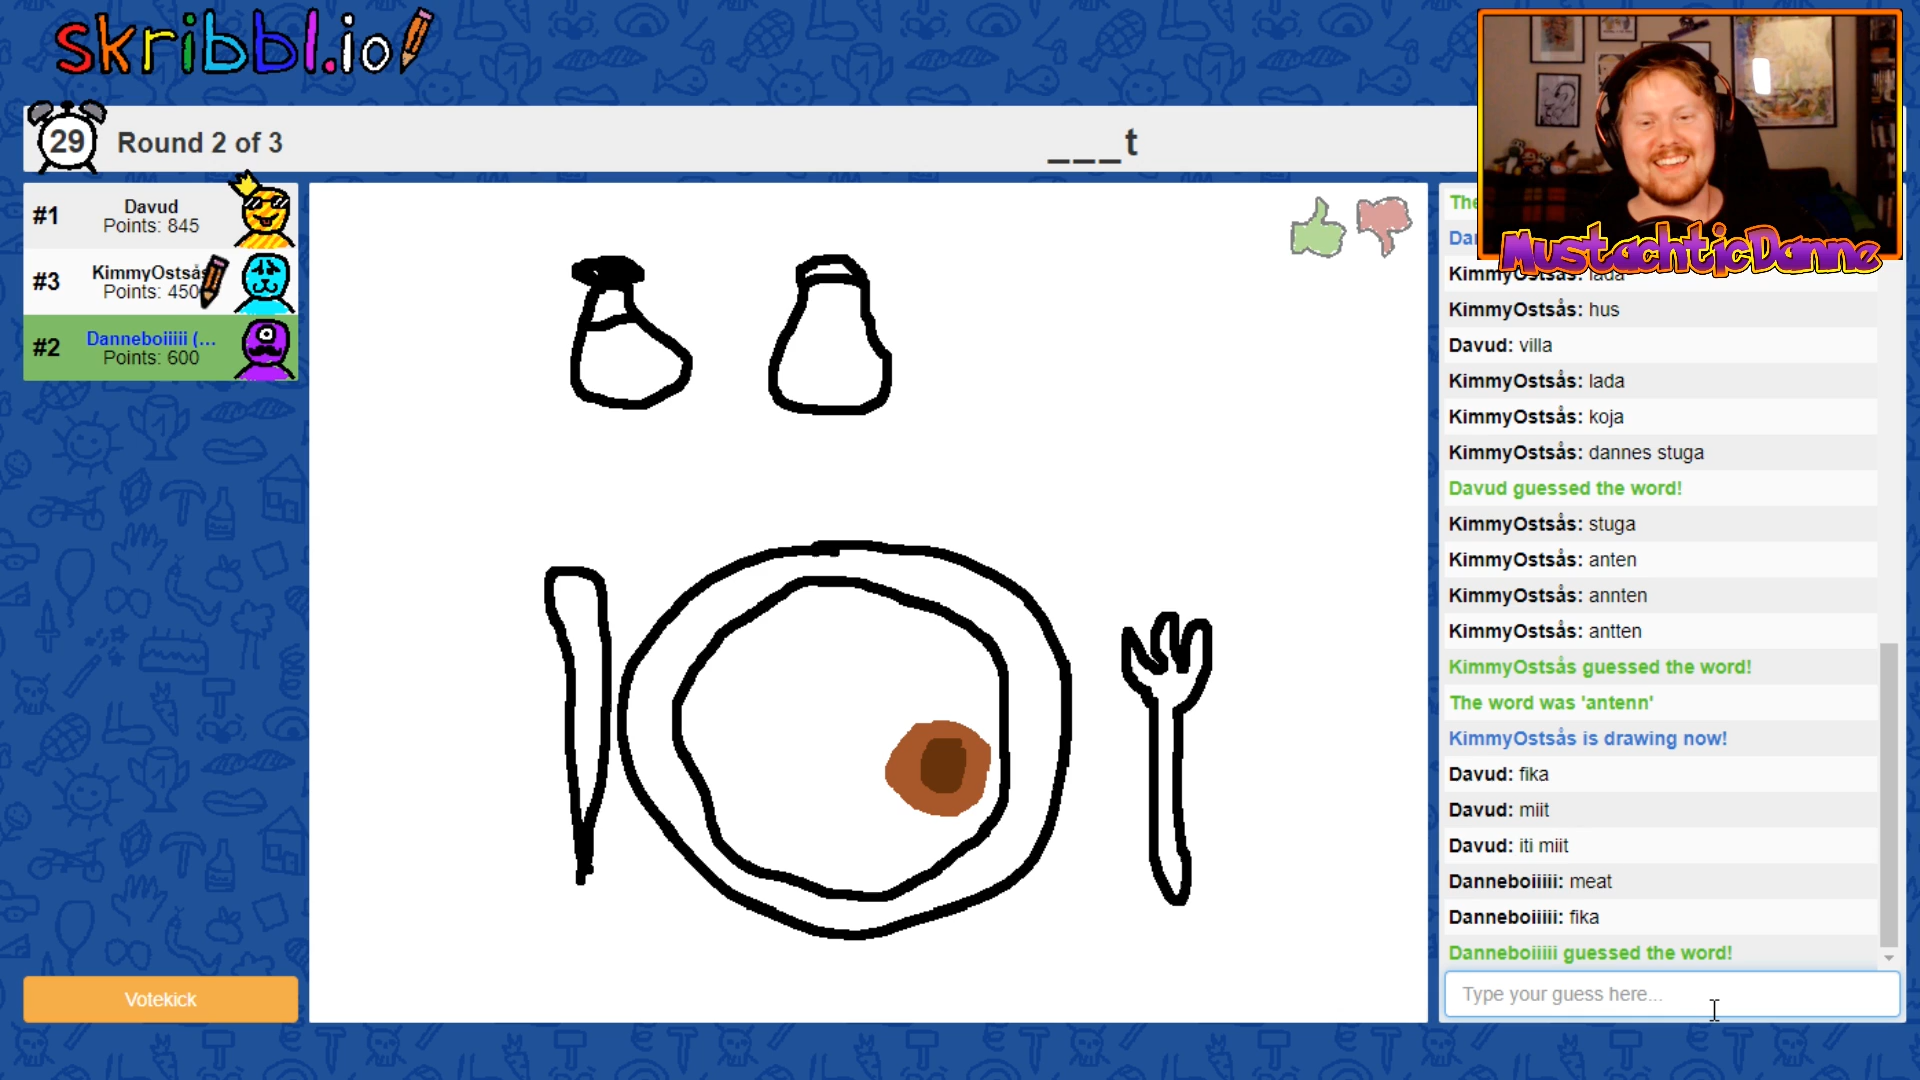 skribbl.io
29 Round 2 of 3 ___t
#1 Davud
Points: 845
#3 KimmyOstsås
Points: 450
#2 Danneboiiiii (...
Points: 600
Votekick
MustachticDanne
KimmyOstsås: lada
KimmyOstsås: hus
Davud: villa
KimmyOstsås: lada
KimmyOstsås: koja
KimmyOstsås: dannes stuga
Davud guessed the word!
KimmyOstsås: stuga
KimmyOstsås: anten
KimmyOstsås: annten
KimmyOstsås: antten
KimmyOstsås guessed the word!
The word was 'antenn'
KimmyOstsås is drawing now!
Davud: fika
Davud: miit
Davud: iti miit
Danneboiiiii: meat
Danneboiiiii: fika
Danneboiiiii guessed the word!
Type your guess here...